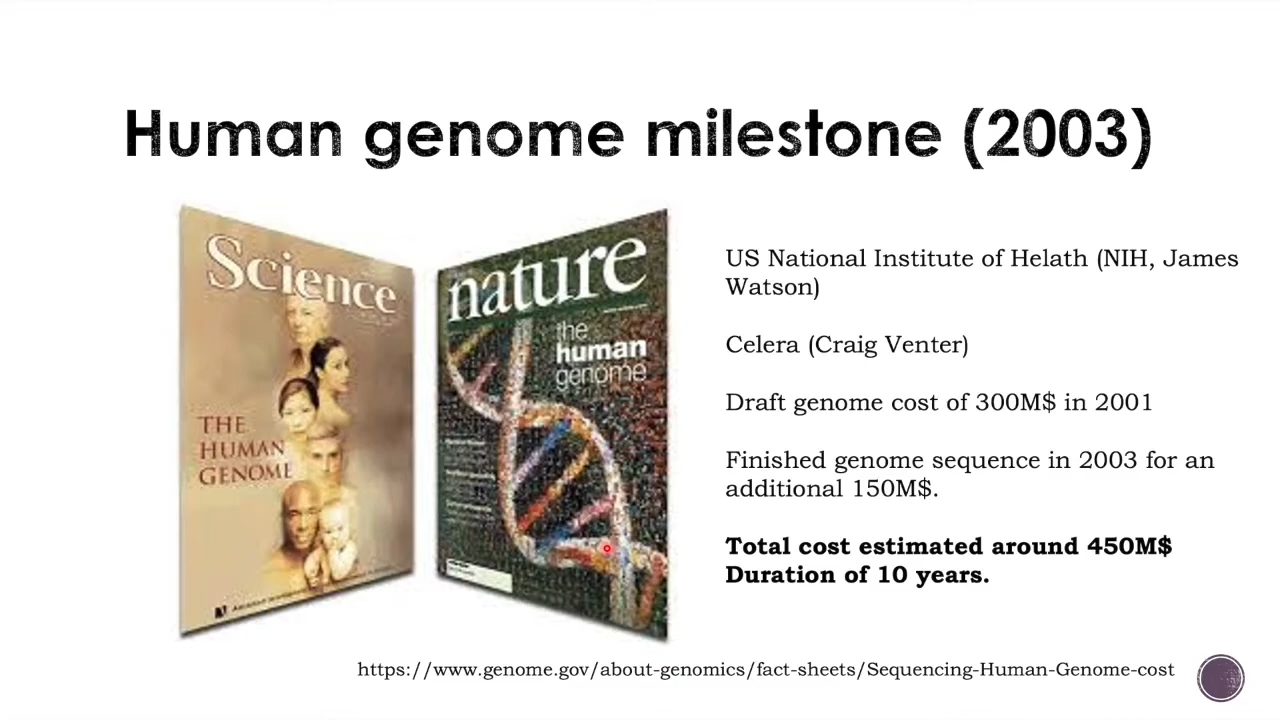 Human genome milestone (2003)
Science
THE
HUMAN
GENOME
nature
the
human
genome
US National Institute of Helath (NIH, James
Watson)
Celera (Craig Venter)
Draft genome cost of 300M$ in 2001
Finished genome sequence in 2003 for an
additional 150M$.
Total cost estimated around 450M$
Duration of 10 years.
https://www.genome.gov/about-genomics/fact-sheets/Sequencing-Human-Genome-cost